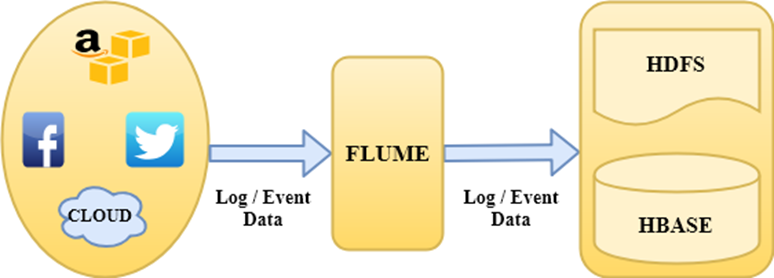 a
f
CLOUD
Log / Event
Data
FLUME
Log / Event
Data
HDFS
HBASE